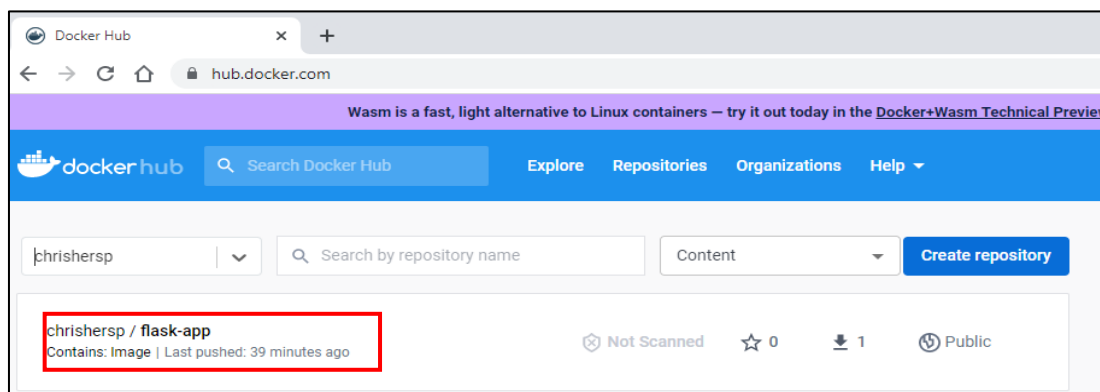 Docker Hub
hub.docker.com
Wasm is a fast, light alternative to Linux containers — try it out today in the Docker+Wasm Technical Preview
dockerhub Search Docker Hub Explore Repositories Organizations Help
chrishersp Search by repository name Content Create repository
chrishersp / flask-app
Contains: Image | Last pushed: 39 minutes ago
Not Scanned 0 1 Public